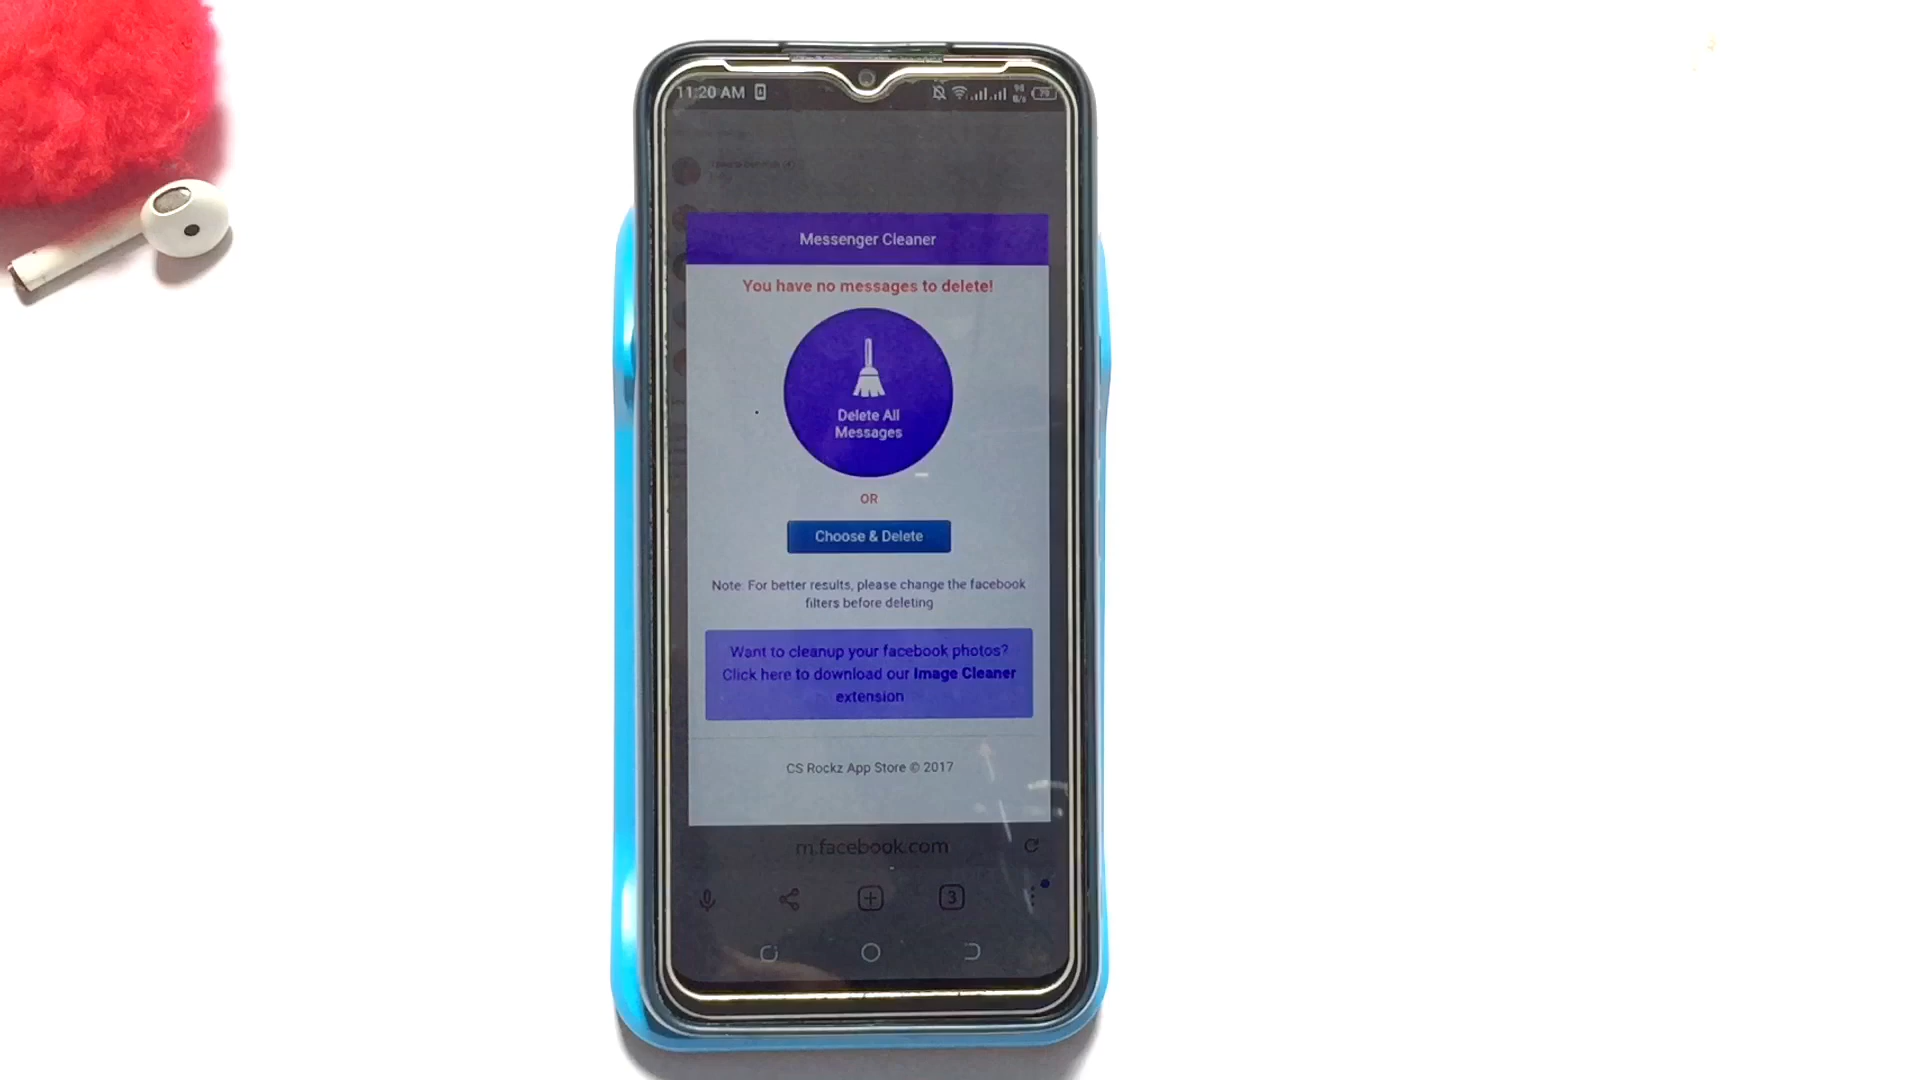 11:20 AM
Messenger Cleaner
You have no messages to delete!
Delete All
Messages
OR
Choose & Delete
Note: For better results, please change the facebook
filters before deleting
Want to cleanup your facebook photos?
Click here to download our Image Cleaner
extension
CS Rockz App Store © 2017
m.facebook.com
3